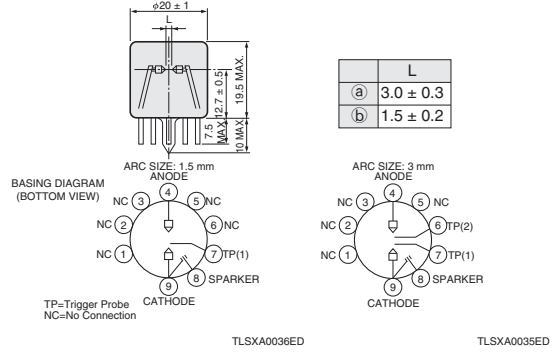 φ20 ± 1
L
12.7 ± 0.5
19.5 MAX.
7.5
MAX.
10 MAX.
L
ⓐ 3.0 ± 0.3
ⓑ 1.5 ± 0.2
BASING DIAGRAM
(BOTTOM VIEW)
ARC SIZE: 1.5 mm
ANODE
4
NC 3
5 NC
NC 2
6 NC
NC 1
7 TP(1)
8 SPARKER
9
CATHODE
TP=Trigger Probe
NC=No Connection
TLSXA0036ED
ARC SIZE: 3 mm
ANODE
4
NC 3
5 NC
NC 2
6 TP(2)
NC 1
7 TP(1)
8 SPARKER
9
CATHODE
TLSXA0035ED